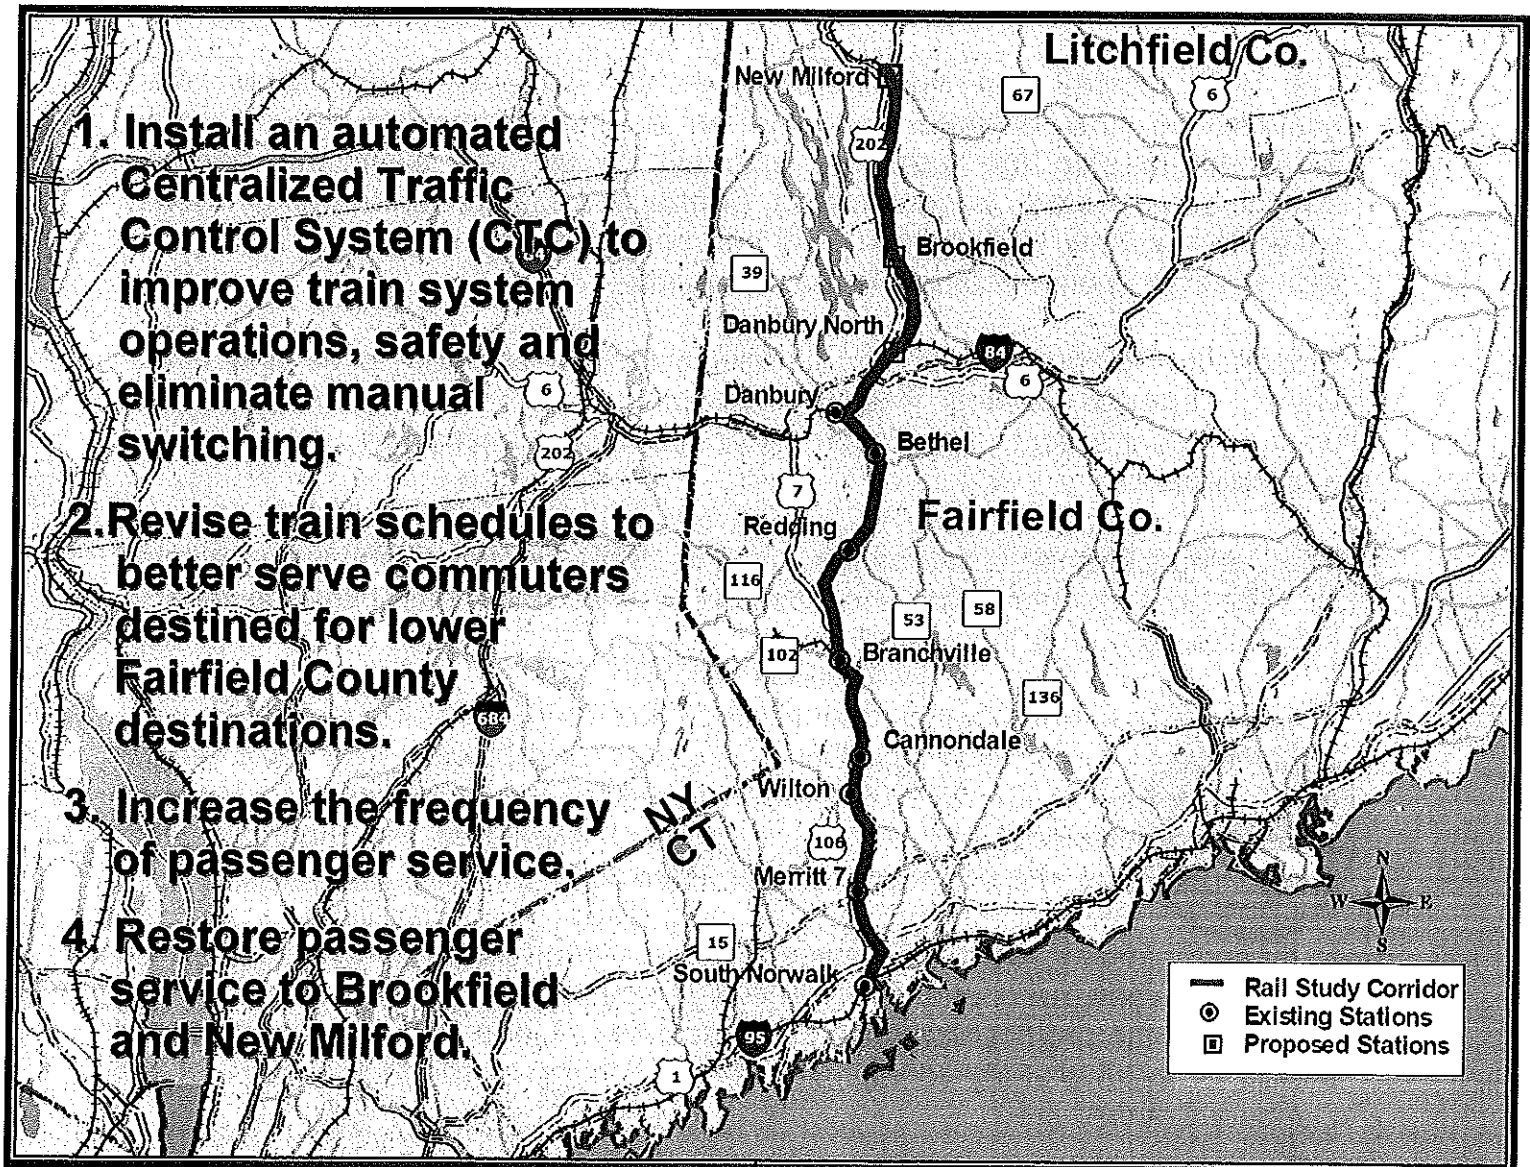 Litchfield Co.
New Milford
67
6
202
1. Install an automated
Centralized Traffic
Control System (CTC) to
improve train system
operations, safety and
eliminate manual
switching.
84
Brookfield
39
Danbury North
84
6
6
Danbury
Bethel
202
7
Redding
Fairfield Co.
2.Revise train schedules to
better serve commuters
destined for lower
Fairfield County
destinations.
116
53
58
102
Branchville
136
684
Cannondale
Wilton
NY
CT
3. Increase the frequency
of passenger service.
106
Merritt 7
N
W
E
S
4. Restore passenger
service to Brookfield
and New Milford.
15
South Norwalk
95
1
Rail Study Corridor
Existing Stations
Proposed Stations